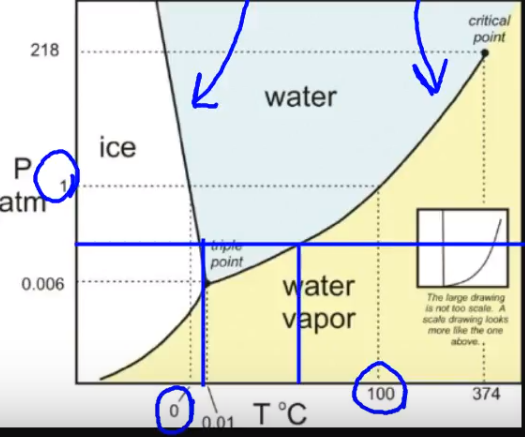 critical
point
218
water
ice
P
1
atm
triple
point
0.006
water
vapor
The large drawing
is not too scale. A
scale drawing looks
more like the one
above.
0
0.01
T °C
100
374